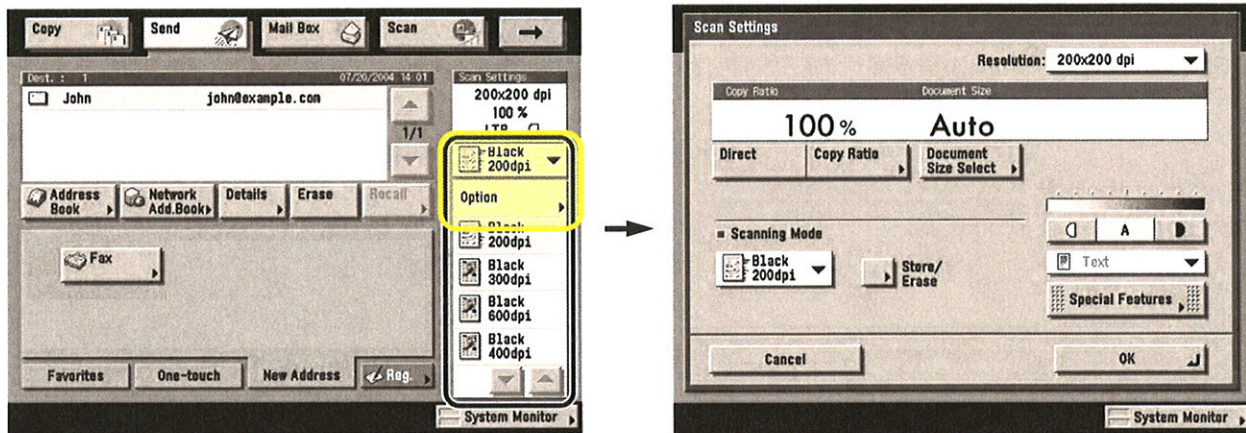 Copy
Send
Mail Box
Scan
Dest. : 1
07/20/2004 14:01
John
john@example.com
1/1
Address
Book
Network
Add.Book
Details
Erase
Recall
Fax
Favorites
One-touch
New Address
Reg.
Scan Settings
200x200 dpi
100 %
LTR
Black
200dpi
Option
Black
200dpi
Black
300dpi
Black
600dpi
Black
400dpi
System Monitor
Scan Settings
Resolution: 200x200 dpi
Copy Ratio
Document Size
100 %
Auto
Direct
Copy Ratio
Document
Size Select
Scanning Mode
Black
200dpi
Store/
Erase
A
Text
Special Features
Cancel
OK
System Monitor